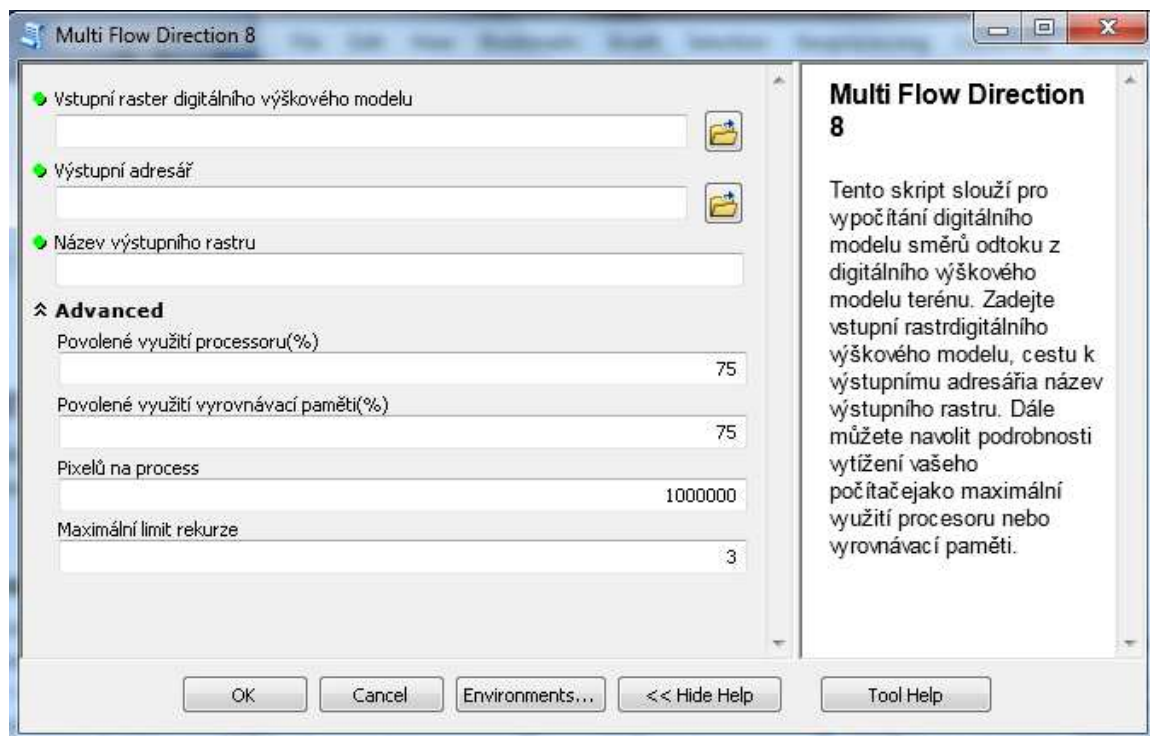 Multi Flow Direction 8
Vstupní raster digitálního výškového modelu
Výstupní adresář
Název výstupního rastru
Advanced
Povolené využití processoru(%)
75
Povolené využití vyrovnávací paměti(%)
75
Pixelů na process
1000000
Maximální limit rekurze
3
Multi Flow Direction
8
Tento skript slouží pro
vypočítání digitálního
modelu směrů odtoku z
digitálního výškového
modelu terénu. Zadejte
vstupní rastrdigitálního
výškového modelu, cestu k
výstupnímu adresářia název
výstupního rastru. Dále
můžete navolit podrobnosti
vytížení vašeho
počítačejako maximální
využití procesoru nebo
vyrovnávací paměti.
OK
Cancel
Environments...
<< Hide Help
Tool Help